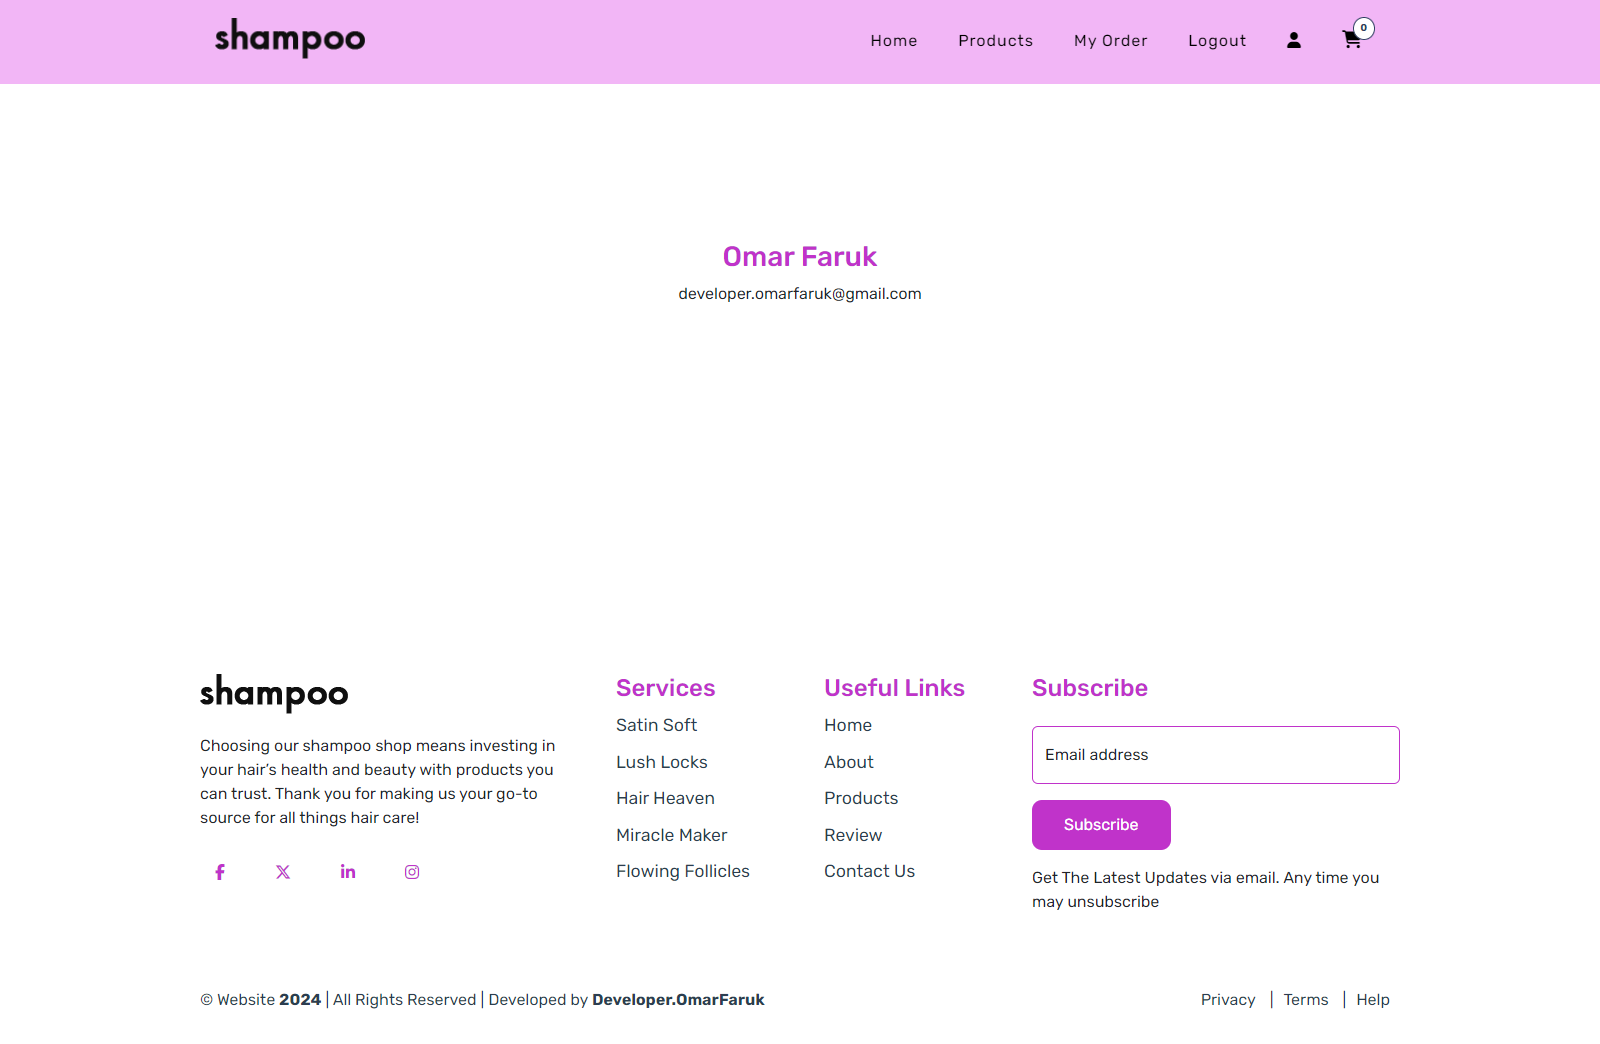 shampoo
Home Products My Order Logout 0
Omar Faruk
developer.omarfaruk@gmail.com
shampoo
Choosing our shampoo shop means investing in
your hair’s health and beauty with products you
can trust. Thank you for making us your go-to
source for all things hair care!
Services
Satin Soft
Lush Locks
Hair Heaven
Miracle Maker
Flowing Follicles
Useful Links
Home
About
Products
Review
Contact Us
Subscribe
Email address
Subscribe
Get The Latest Updates via email. Any time you
may unsubscribe
© Website 2024 | All Rights Reserved | Developed by Developer.OmarFaruk
Privacy | Terms | Help